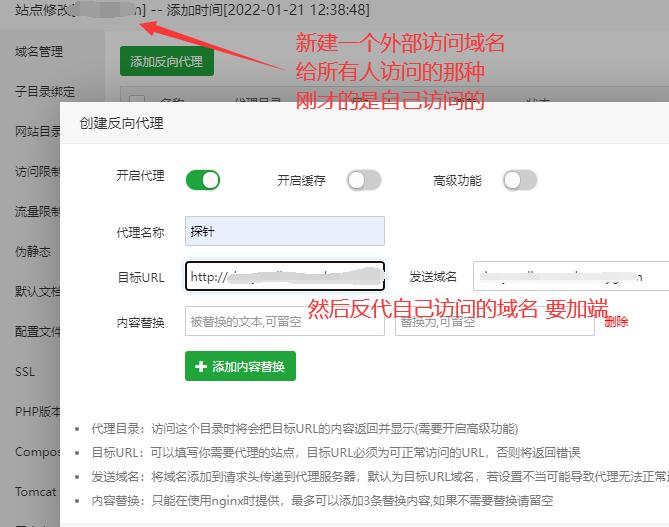 站点修改[ ] -- 添加时间[2022-01-21 12:38:48]
新建一个外部访问域名
给所有人访问的那种
刚才的是自己访问的
域名管理
添加反向代理
子目录绑定
名称 代理目录 状态
网站目录
创建反向代理
访问限制
开启代理 开启缓存 高级功能
流量限制
代理名称 探针
伪静态
目标URL http:// 发送域名
默认文档
然后反代自己访问的域名 要加端
配置文件
内容替换 被替换的文本,可留空 替换为,可留空 删除
SSL
添加内容替换
PHP版本
代理目录：访问这个目录时将会把目标URL的内容返回并显示(需要开启高级功能)
Compos
目标URL：可以填写你需要代理的站点，目标URL必须为可正常访问的URL，否则将返回错误
发送域名：将域名添加到请求头传递到代理服务器，默认为目标URL域名，若设置不当可能导致代理无法正常
Tomcat
内容替换：只能在使用nginx时提供，最多可以添加3条替换内容,如果不需要替换请留空